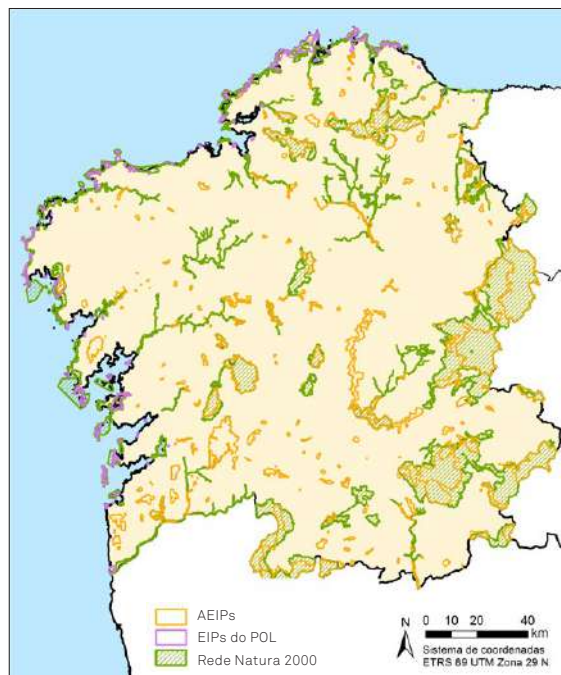 AEIPs
EIPs do POL
Rede Natura 2000
N
0 10 20 40
km
Sistema de coordenadas
ETRS 89 UTM Zona 29 N